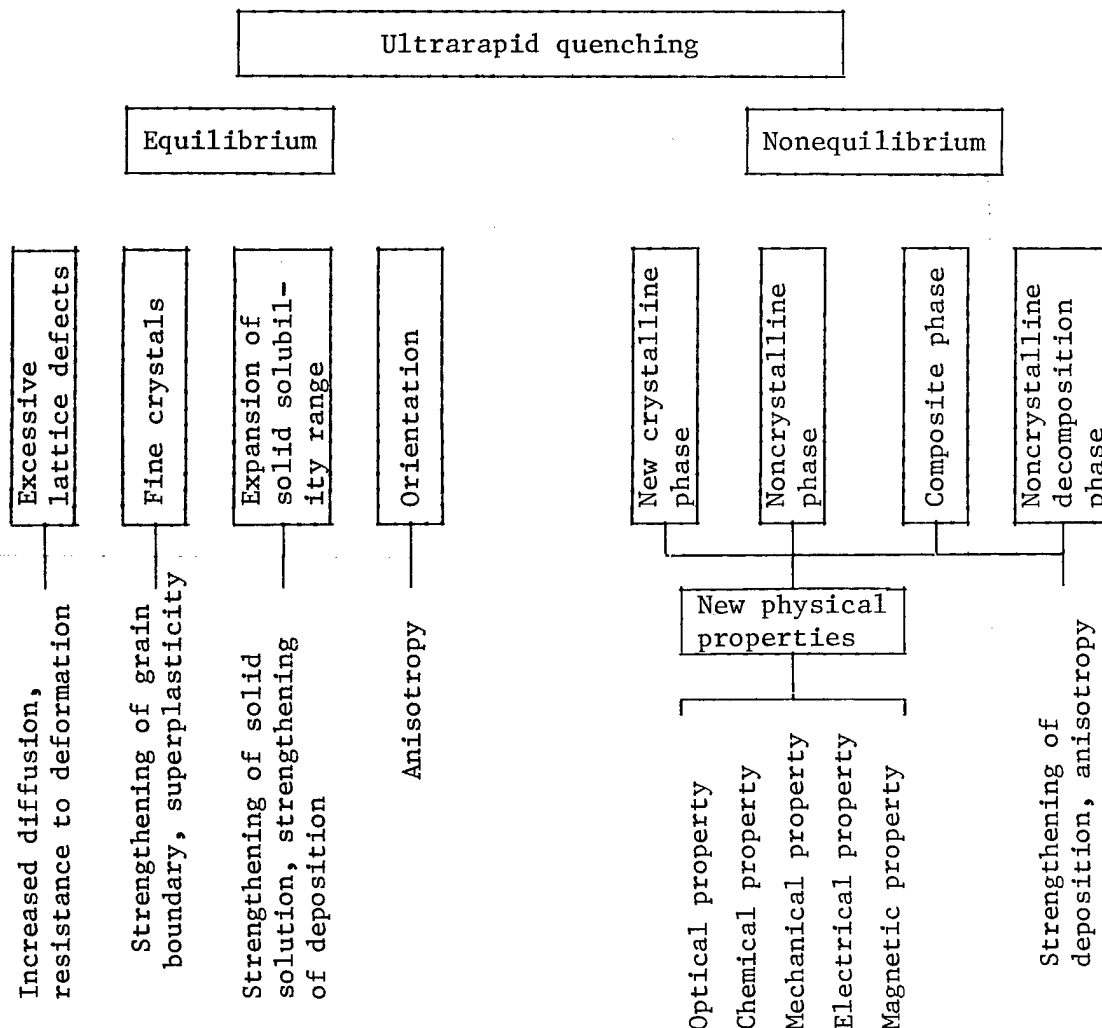 Ultrarapid quenching
Equilibrium
Nonequilibrium
Excessive
lattice defects
Fine crystals
Expansion of
solid solubil-
ity range
Orientation
New crystalline
phase
Noncrystalline
phase
Composite phase
Noncrystalline
decomposition
phase
Increased diffusion,
resistance to deformation
Strengthening of grain
boundary, superplasticity
Strengthening of solid
solution, strengthening
of deposition
Anisotropy
New physical
properties
Optical property
Chemical property
Mechanical property
Electrical property
Magnetic property
Strengthening of
deposition, anisotropy